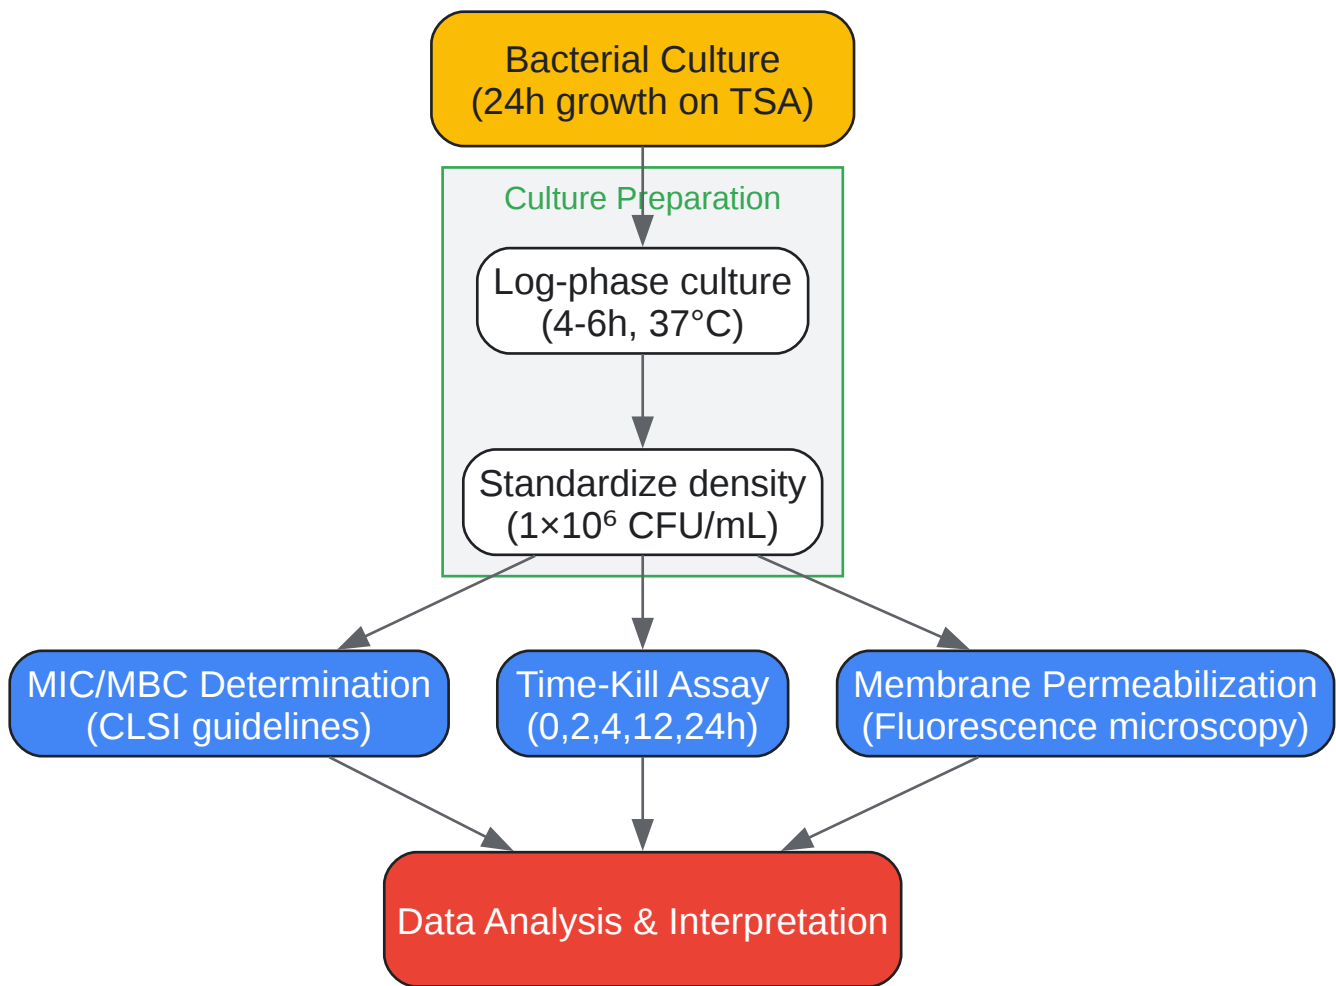 Bacterial Culture
(24h growth on TSA)
Culture Preparation
Log-phase culture
(4-6h, 37°C)
Standardize density
(1×10⁶ CFU/mL)
MIC/MBC Determination
(CLSI guidelines)
Time-Kill Assay
(0,2,4,12,24h)
Membrane Permeabilization
(Fluorescence microscopy)
Data Analysis & Interpretation